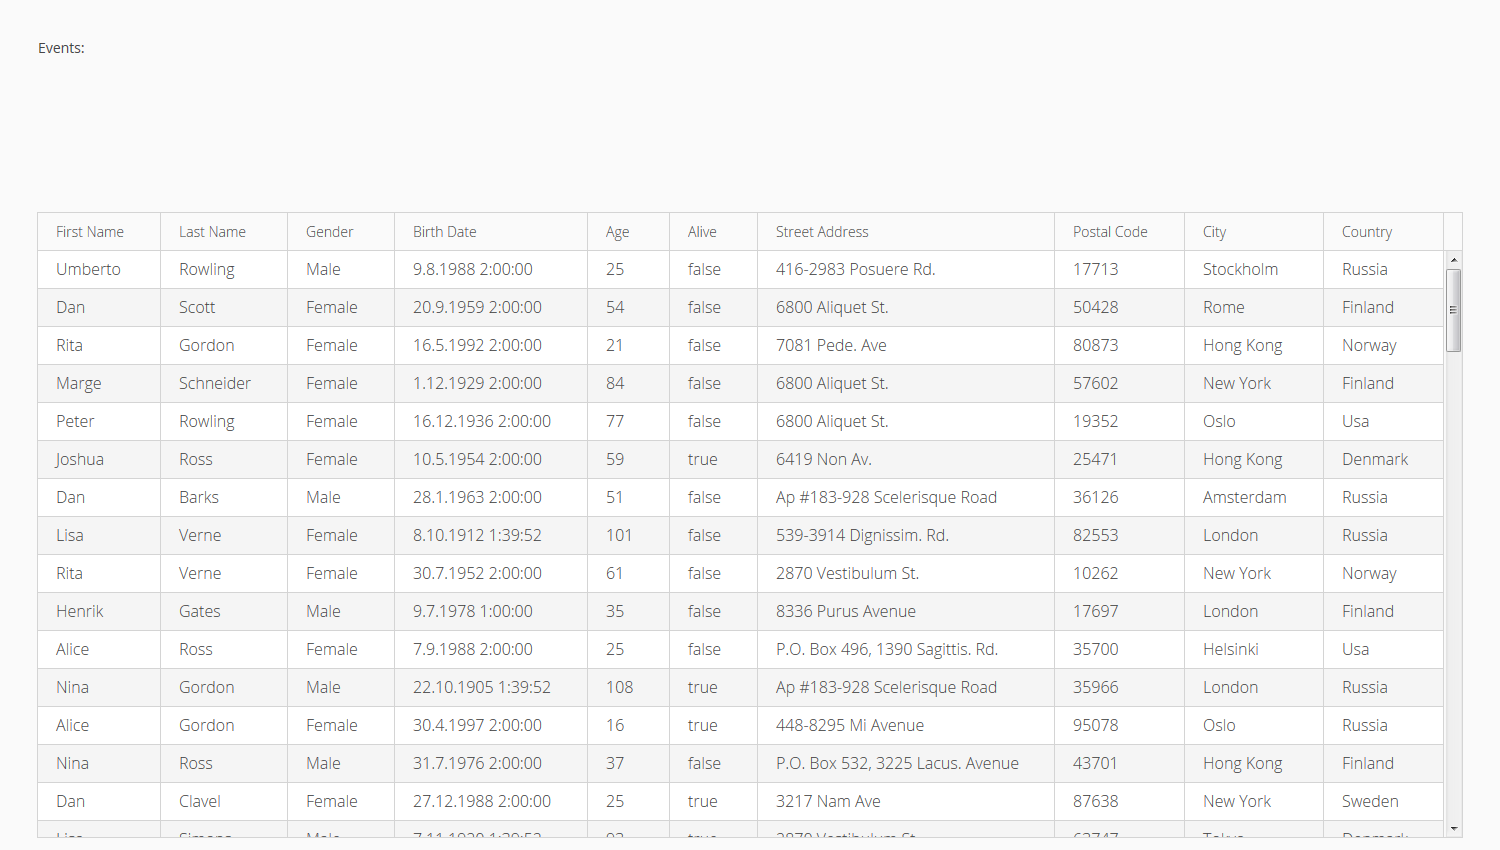 Events:
First Name Last Name Gender Birth Date Age Alive Street Address Postal Code City Country
Umberto Rowling Male 9.8.1988 2:00:00 25 false 416-2983 Posuere Rd. 17713 Stockholm Russia
Dan Scott Female 20.9.1959 2:00:00 54 false 6800 Aliquet St. 50428 Rome Finland
Rita Gordon Female 16.5.1992 2:00:00 21 false 7081 Pede. Ave 80873 Hong Kong Norway
Marge Schneider Female 1.12.1929 2:00:00 84 false 6800 Aliquet St. 57602 New York Finland
Peter Rowling Female 16.12.1936 2:00:00 77 false 6800 Aliquet St. 19352 Oslo Usa
Joshua Ross Female 10.5.1954 2:00:00 59 true 6419 Non Av. 25471 Hong Kong Denmark
Dan Barks Male 28.1.1963 2:00:00 51 false Ap #183-928 Scelerisque Road 36126 Amsterdam Russia
Lisa Verne Female 8.10.1912 1:39:52 101 false 539-3914 Dignissim. Rd. 82553 London Russia
Rita Verne Female 30.7.1952 2:00:00 61 false 2870 Vestibulum St. 10262 New York Norway
Henrik Gates Male 9.7.1978 1:00:00 35 false 8336 Purus Avenue 17697 London Finland
Alice Ross Female 7.9.1988 2:00:00 25 false P.O. Box 496, 1390 Sagittis. Rd. 35700 Helsinki Usa
Nina Gordon Male 22.10.1905 1:39:52 108 true Ap #183-928 Scelerisque Road 35966 London Russia
Alice Gordon Female 30.4.1997 2:00:00 16 true 448-8295 Mi Avenue 95078 Oslo Russia
Nina Ross Male 31.7.1976 2:00:00 37 false P.O. Box 532, 3225 Lacus. Avenue 43701 Hong Kong Finland
Dan Clavel Female 27.12.1988 2:00:00 25 true 3217 Nam Ave 87638 New York Sweden